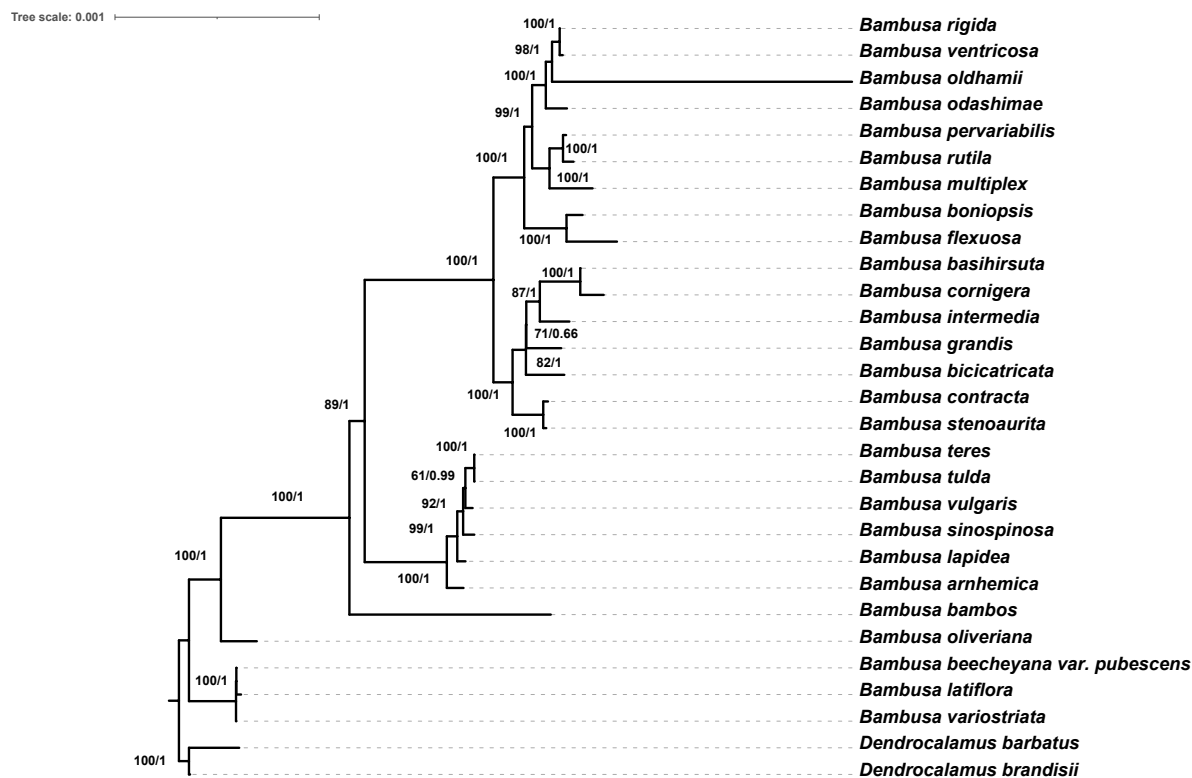 Tree scale: 0.001
100/1
Bambusa rigida
98/1
Bambusa ventricosa
100/1
Bambusa oldhamii
Bambusa odashimae
99/1
Bambusa pervariabilis
100/1
100/1
Bambusa rutila
100/1
Bambusa multiplex
Bambusa boniopsis
100/1
Bambusa flexuosa
100/1
Bambusa basihirsuta
100/1
87/1
Bambusa cornigera
Bambusa intermedia
71/0.66
Bambusa grandis
82/1
Bambusa bicicatricata
100/1
Bambusa contracta
89/1
Bambusa stenoaurita
100/1
100/1
Bambusa teres
61/0.99
Bambusa tulda
100/1
92/1
Bambusa vulgaris
99/1
Bambusa sinospinosa
100/1
Bambusa lapidea
100/1
Bambusa arnhemica
Bambusa bambos
Bambusa oliveriana
Bambusa beecheyana var. pubescens
100/1
Bambusa latiflora
Bambusa variostriata
Dendrocalamus barbatus
100/1
Dendrocalamus brandisii